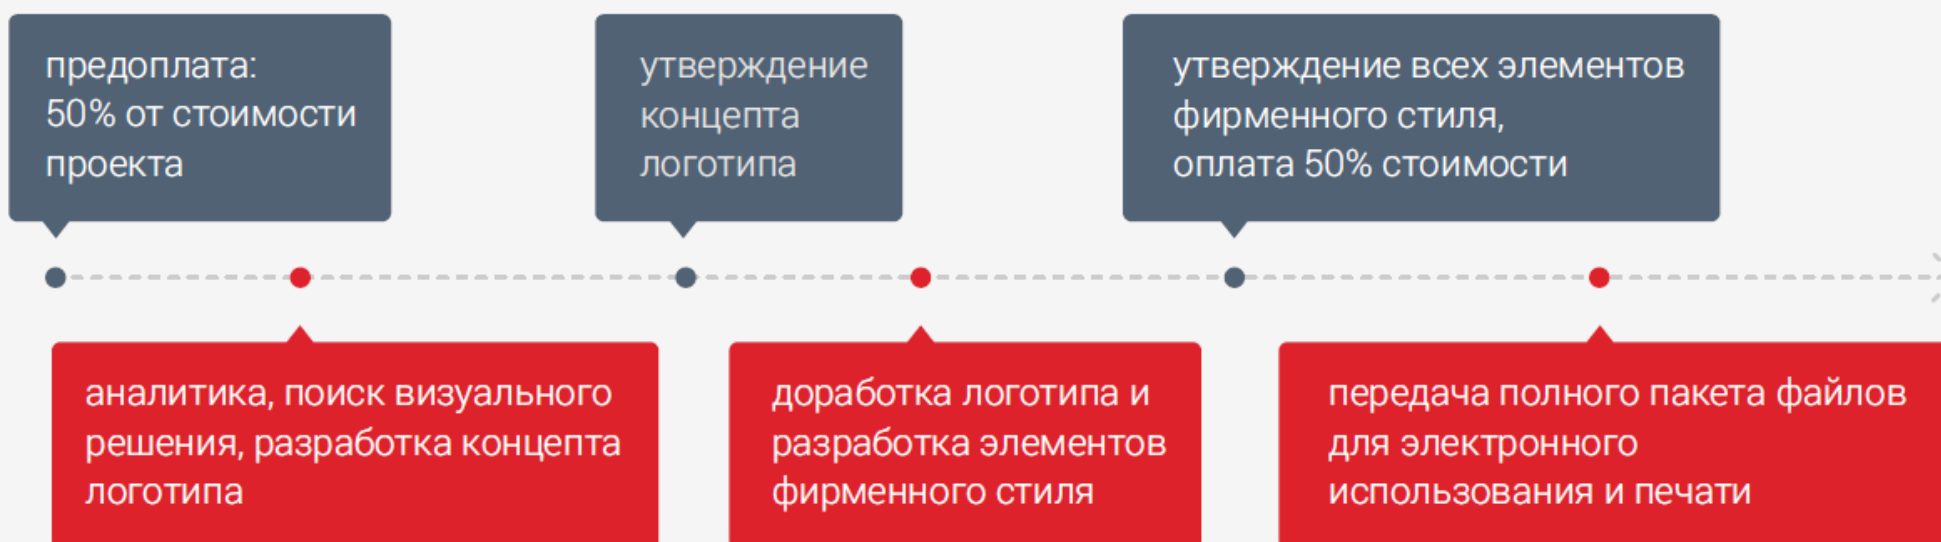 предоплата:
50% от стоимости
проекта
утверждение
концепта
логотипа
утверждение всех элементов
фирменного стиля,
оплата 50% стоимости
аналитика, поиск визуального
решения, разработка концепта
логотипа
доработка логотипа и
разработка элементов
фирменного стиля
передача полного пакета файлов
для электронного
использования и печати